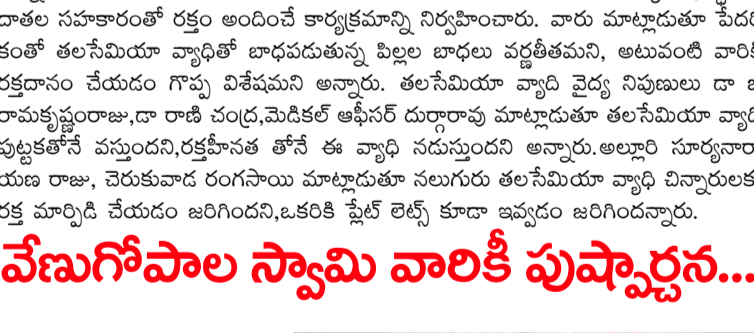 దాతల సహకారంతో రక్తం అందించే కార్యక్రమాన్ని నిర్వహించారు. వారు మాట్లాడుతూ పేదరి
కంతో తలసేమియా వ్యాధితో బాధపడుతున్న పిల్లల బాధలు వర్ణతీతమని, అటువంటి వారికి
రక్తదానం చేయడం గొప్ప విశేషమని అన్నారు. తలసేమియా వ్యాది వైద్య నిపుణులు డా
రామకృష్ణంరాజు,డా రాణి చంద్ర,మెడికల్ ఆఫీసర్ దుర్గారావు మాట్లాడుతూ తలసేమియా వ్యాది
పుట్టకతోనే వస్తుందని,రక్తహీనత తోనే ఈ వ్యాధి నడుస్తుందని అన్నారు.అల్లూరి సూర్యనారా
యణ రాజు, చెరుకువాడ రంగసాయి మాట్లాడుతూ నలుగురు తలసేమియా వ్యాధి చిన్నారులకు
రక్త మార్పిడి చేయడం జరిగిందని,ఒకరికి ప్లేట్ లెట్స్ కూడా ఇవ్వడం జరిగిందన్నారు.
వేణుగోపాల స్వామి వారికీ పుష్పార్చన...